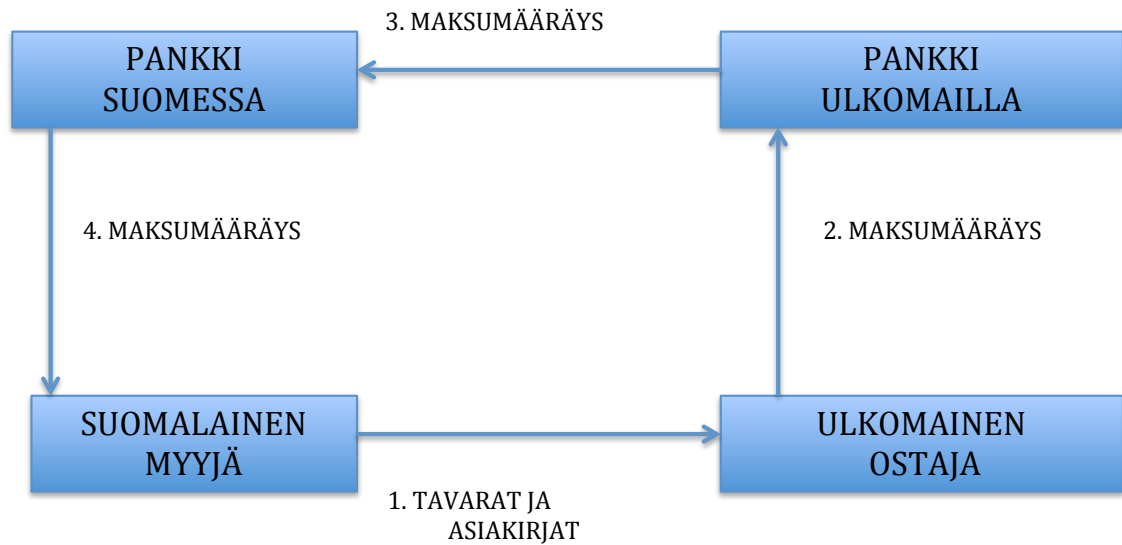 3. MAKSUMÄÄRÄYS
PANKKI
SUOMESSA
PANKKI
ULKOMAILLA
4. MAKSUMÄÄRÄYS
2. MAKSUMÄÄRÄYS
SUOMALAINEN
MYYJÄ
ULKOMAINEN
OSTAJA
1. TAVARAT JA
ASIAKIRJAT